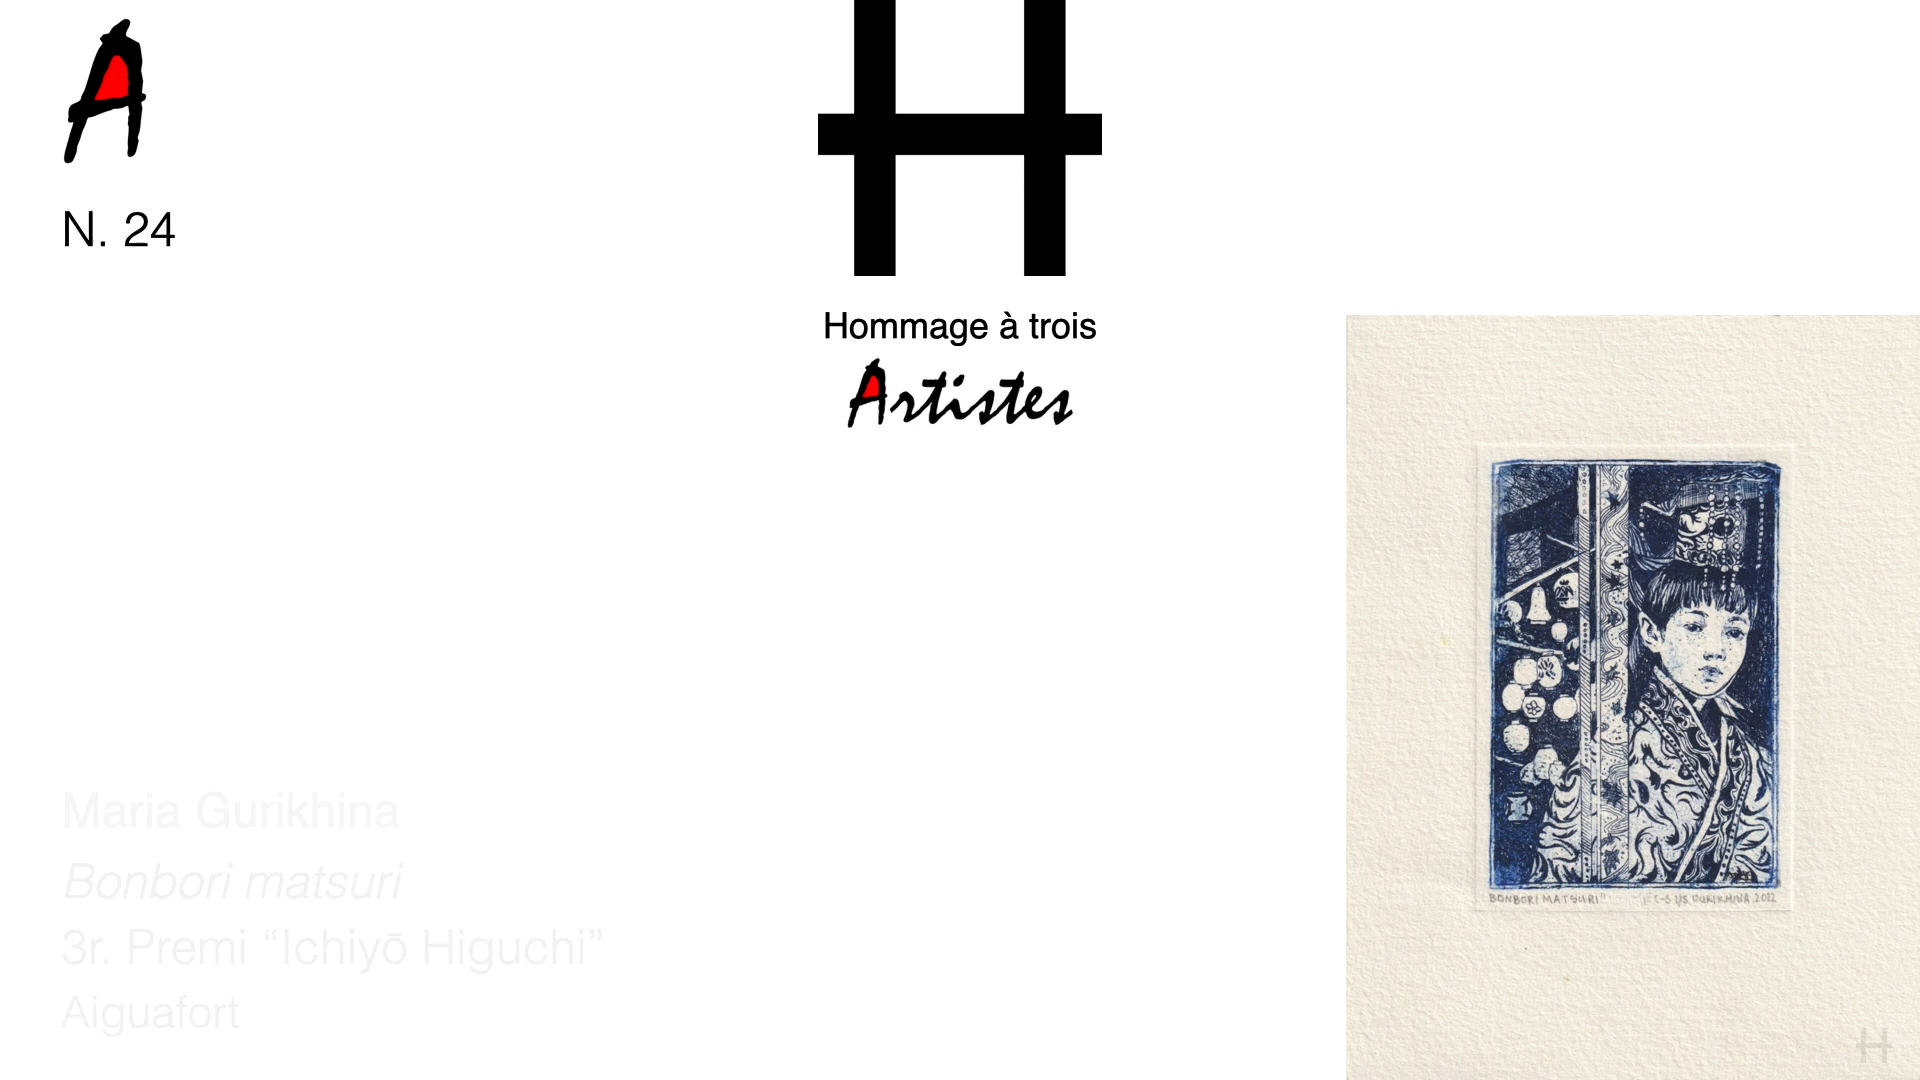 A
N. 24
H
Hommage à trois
Artistes
Maria Gurikhina
Bonbori matsuri
3r. Premi “Ichiyō Higuchi”
Aiguafort
BONBORI MATSURI" GURIKHINA 2022
H